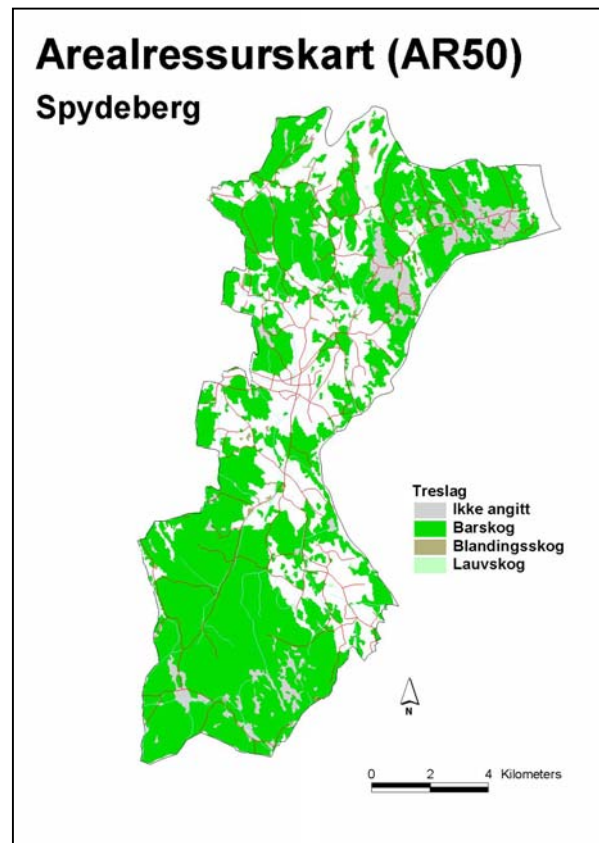 Arealressurskart (AR50)
Spydeberg
Treslag
Ikke angitt
Barskog
Blandingsskog
Lauvskog
N
0 2 4 Kilometers